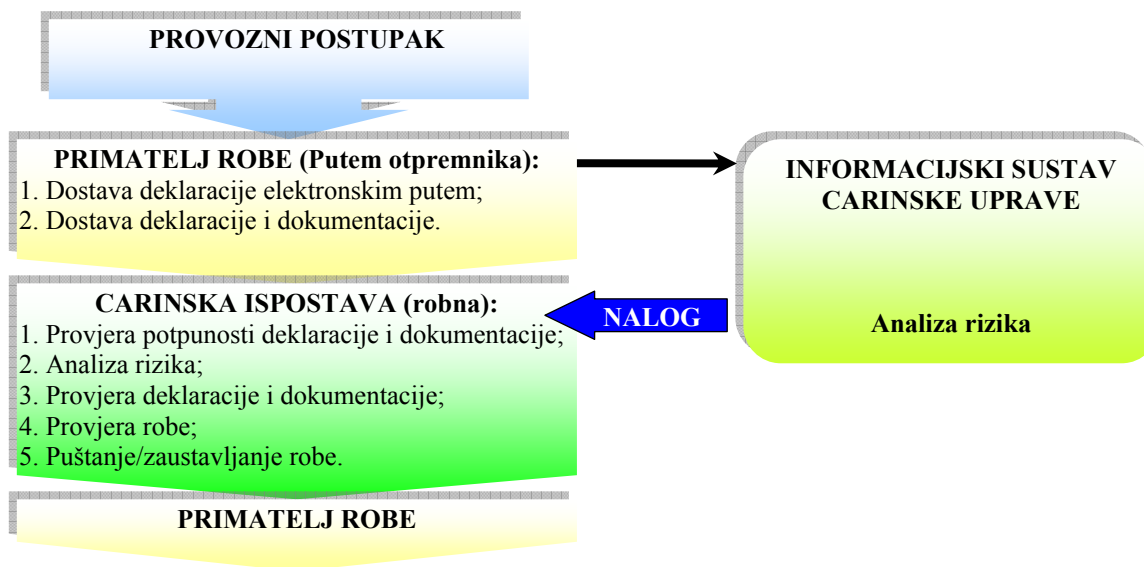 PROVOZNI POSTUPAK
PRIMATELJ ROBE (Putem otpremnika):
1. Dostava deklaracije elektronskim putem;
2. Dostava deklaracije i dokumentacije.
INFORMACIJSKI SUSTAV
CARINSKE UPRAVE
Analiza rizika
NALOG
CARINSKA ISPOSTAVA (robna):
1. Provjera potpunosti deklaracije i dokumentacije;
2. Analiza rizika;
3. Provjera deklaracije i dokumentacije;
4. Provjera robe;
5. Puštanje/zaustavljanje robe.
PRIMATELJ ROBE